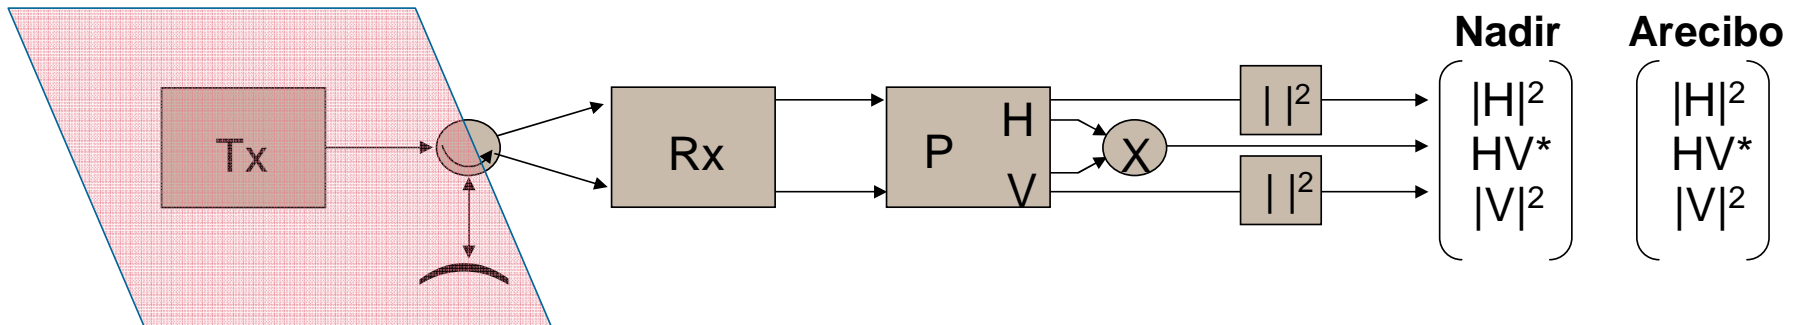 Nadir Arecibo
Tx
Rx
P
H
V
X
| |²
| |²
|H|² |H|²
HV* HV*
|V|² |V|²